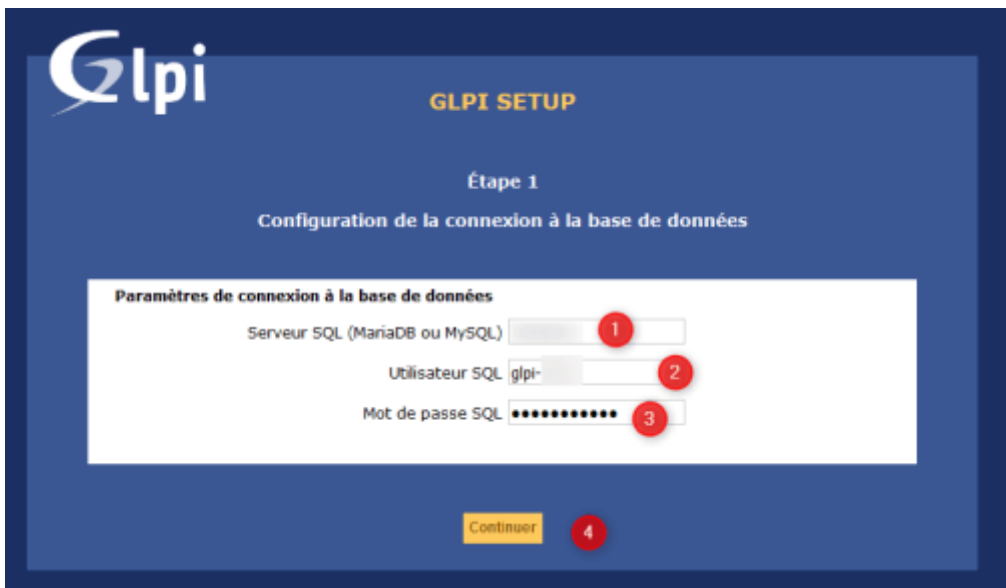 Glpi
GLPI SETUP
Étape 1
Configuration de la connexion à la base de données
Paramètres de connexion à la base de données
Serveur SQL (MariaDB ou MySQL) 1
Utilisateur SQL glpi- 2
Mot de passe SQL ●●●●●●●●●●● 3
Continuer 4